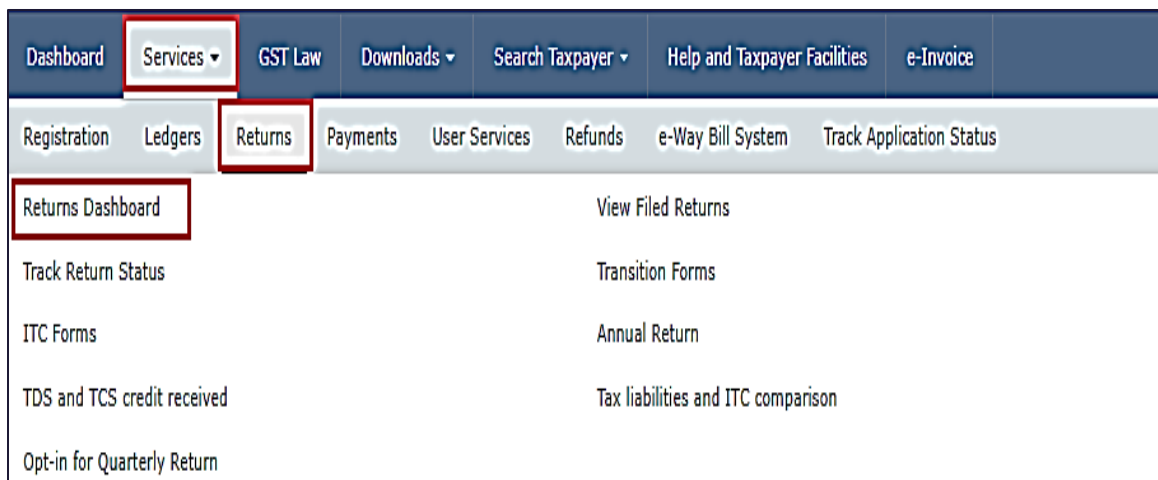 Dashboard Services GST Law Downloads Search Taxpayer Help and Taxpayer Facilities e-Invoice
Registration Ledgers Returns Payments User Services Refunds e-Way Bill System Track Application Status
Returns Dashboard View Filed Returns
Track Return Status Transition Forms
ITC Forms Annual Return
TDS and TCS credit received Tax liabilities and ITC comparison
Opt-in for Quarterly Return